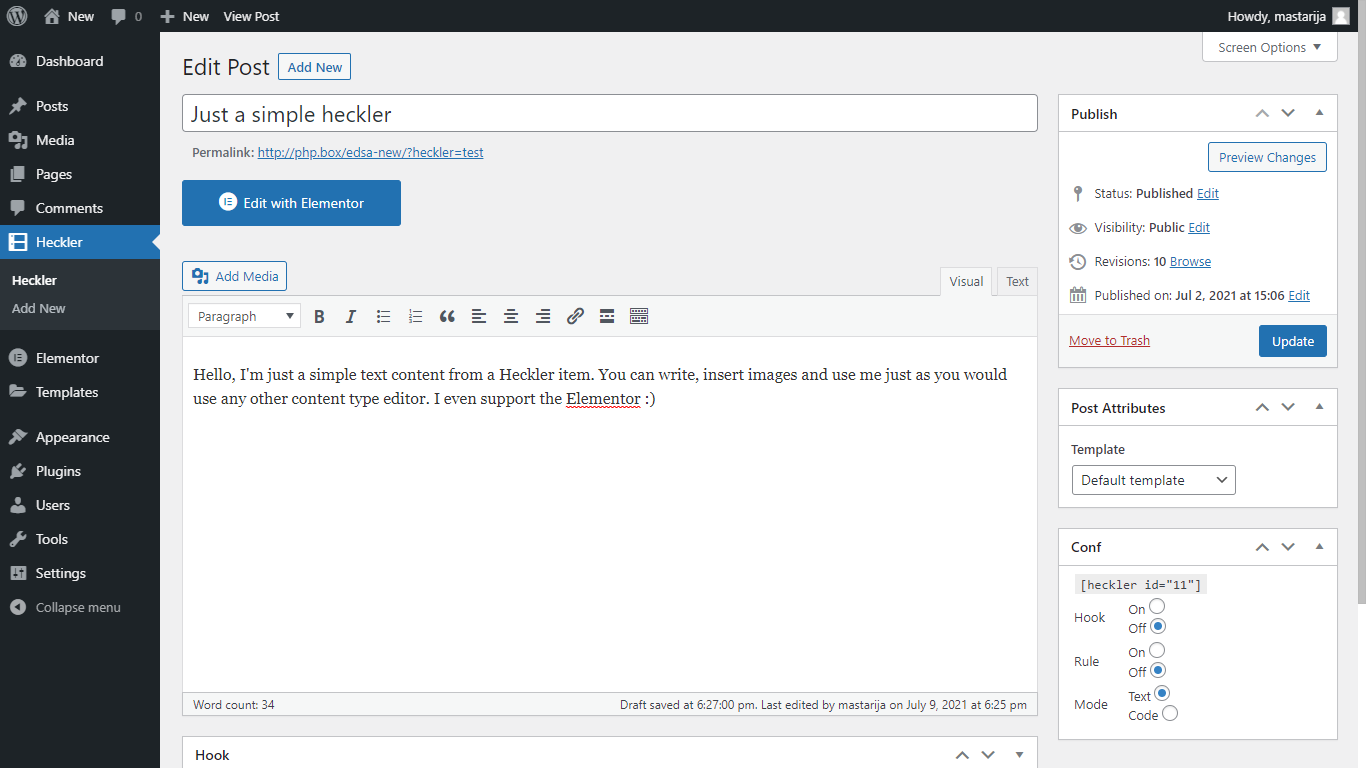 New 0 New View Post Howdy, mastarija
Screen Options
Dashboard
Posts
Media
Pages
Comments
Heckler
Heckler
Add New
Elementor
Templates
Appearance
Plugins
Users
Tools
Settings
Collapse menu
Edit Post Add New
Just a simple heckler
Permalink: http://php.box/edsa-new/?heckler=test
Edit with Elementor
Add Media
Visual Text
Paragraph
Hello, I'm just a simple text content from a Heckler item. You can write, insert images and use me just as you would
use any other content type editor. I even support the Elementor :)
Word count: 34 Draft saved at 6:27:00 pm. Last edited by mastarija on July 9, 2021 at 6:25 pm
Hook
Publish
Preview Changes
Status: Published Edit
Visibility: Public Edit
Revisions: 10 Browse
Published on: Jul 2, 2021 at 15:06 Edit
Move to Trash Update
Post Attributes
Template
Default template
Conf
[heckler id="11"]
Hook
On
Off
Rule
On
Off
Mode
Text
Code